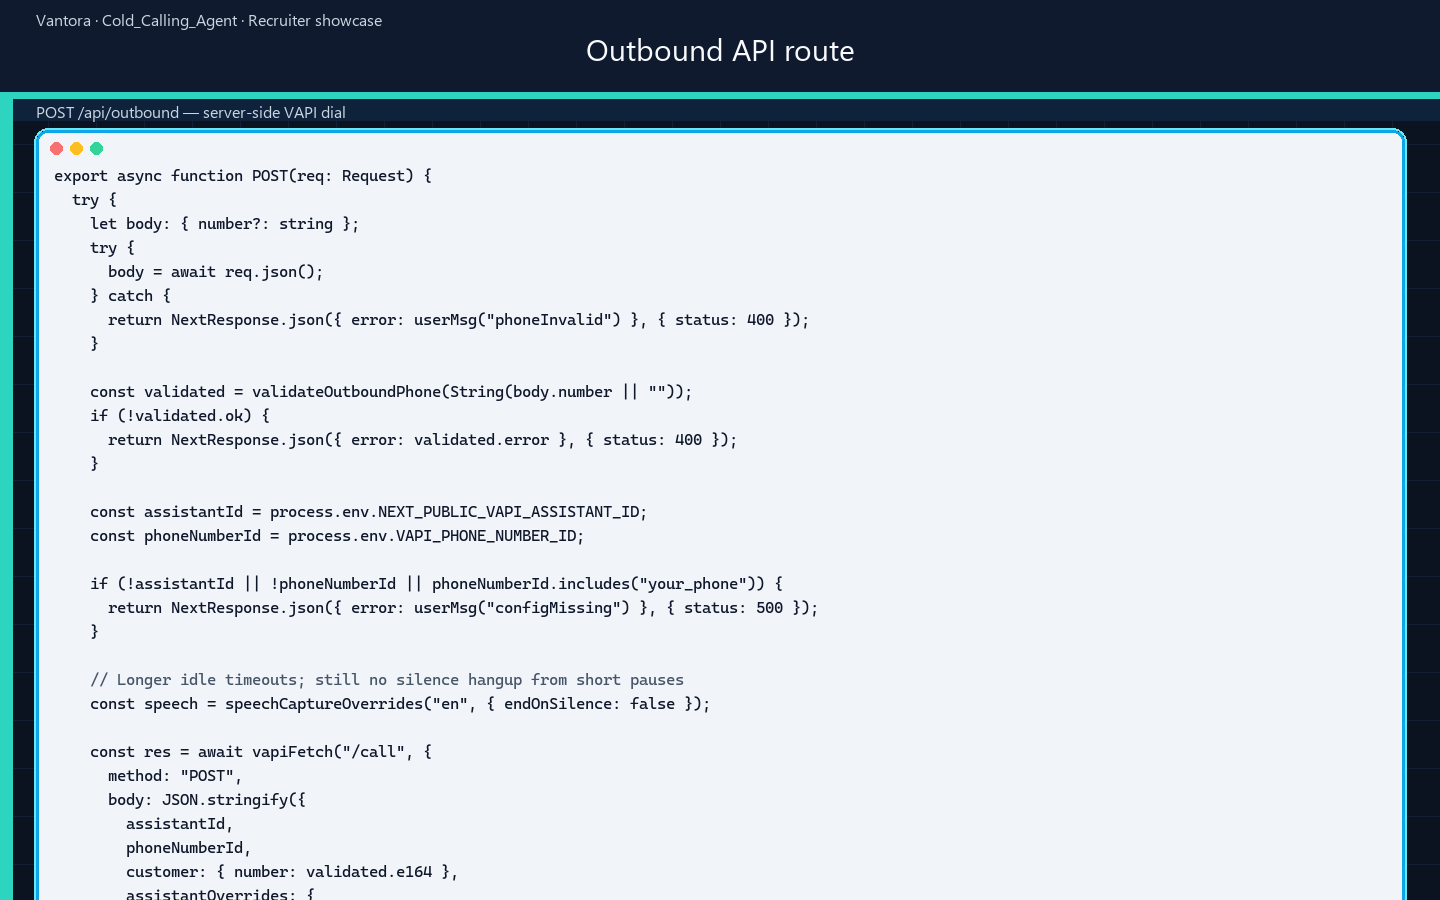 Vantora · Cold_Calling_Agent · Recruiter showcase
Outbound API route
POST /api/outbound — server-side VAPI dial
export async function POST(req: Request) {
  try {
    let body: { number?: string };
    try {
      body = await req.json();
    } catch {
      return NextResponse.json({ error: userMsg("phoneInvalid") }, { status: 400 });
    }

    const validated = validateOutboundPhone(String(body.number || ""));
    if (!validated.ok) {
      return NextResponse.json({ error: validated.error }, { status: 400 });
    }

    const assistantId = process.env.NEXT_PUBLIC_VAPI_ASSISTANT_ID;
    const phoneNumberId = process.env.VAPI_PHONE_NUMBER_ID;

    if (!assistantId || !phoneNumberId || phoneNumberId.includes("your_phone")) {
      return NextResponse.json({ error: userMsg("configMissing") }, { status: 500 });
    }

    // Longer idle timeouts; still no silence hangup from short pauses
    const speech = speechCaptureOverrides("en", { endOnSilence: false });

    const res = await vapiFetch("/call", {
      method: "POST",
      body: JSON.stringify({
        assistantId,
        phoneNumberId,
        customer: { number: validated.e164 },
        assistantOverrides: {